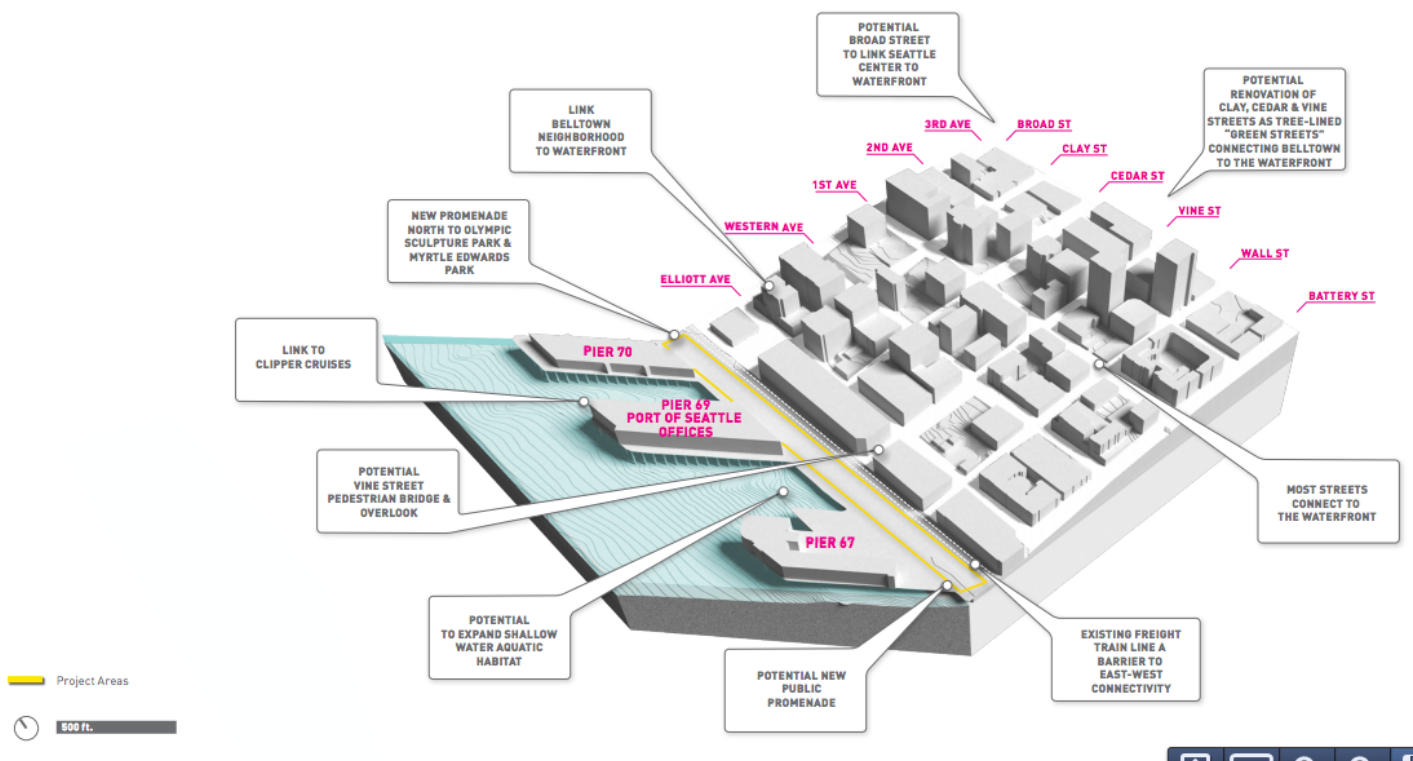 POTENTIAL
BROAD STREET
TO LINK SEATTLE
CENTER TO
WATERFRONT
POTENTIAL
RENOVATION OF
CLAY, CEDAR & VINE
STREETS AS TREE-LINED
“GREEN STREETS”
CONNECTING BELLTOWN
TO THE WATERFRONT
LINK
BELLTOWN
NEIGHBORHOOD
TO WATERFRONT
3RD AVE
BROAD ST
2ND AVE
CLAY ST
1ST AVE
CEDAR ST
WESTERN AVE
VINE ST
ELLIOTT AVE
WALL ST
BATTERY ST
NEW PROMENADE
NORTH TO OLYMPIC
SCULPTURE PARK &
MYRTLE EDWARDS
PARK
LINK TO
CLIPPER CRUISES
PIER 70
PIER 69
PORT OF SEATTLE
OFFICES
POTENTIAL
VINE STREET
PEDESTRIAN BRIDGE &
OVERLOOK
MOST STREETS
CONNECT TO
THE WATERFRONT
PIER 67
POTENTIAL
TO EXPAND SHALLOW
WATER AQUATIC
HABITAT
POTENTIAL NEW
PUBLIC
PROMENADE
EXISTING FREIGHT
TRAIN LINE A
BARRIER TO
EAST-WEST
CONNECTIVITY
Project Areas
500 ft.